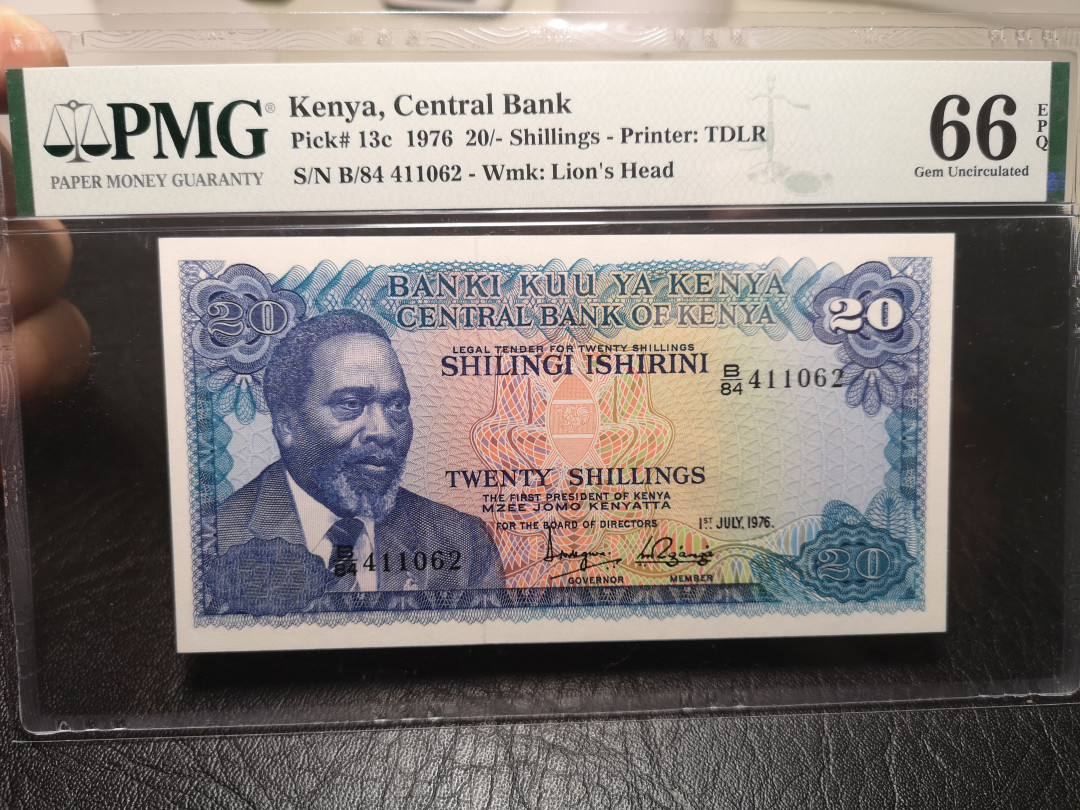 PMG®
PAPER MONEY GUARANTY
Kenya, Central Bank
Pick# 13c 1976 20/- Shillings - Printer: TDLR
S/N B/84 411062 - Wmk: Lion's Head
66 EPQ
Gem Uncirculated
20
BANKI KUU YA KENYA
CENTRAL BANK OF KENYA
20
LEGAL TENDER FOR TWENTY SHILLINGS
SHILINGI ISHIRINI
B/84 411062
TWENTY SHILLINGS
THE FIRST PRESIDENT OF KENYA
MZEE JOMO KENYATTA
FOR THE BOARD OF DIRECTORS
1ST JULY, 1976.
B/84 411062
GOVERNOR
MEMBER
20